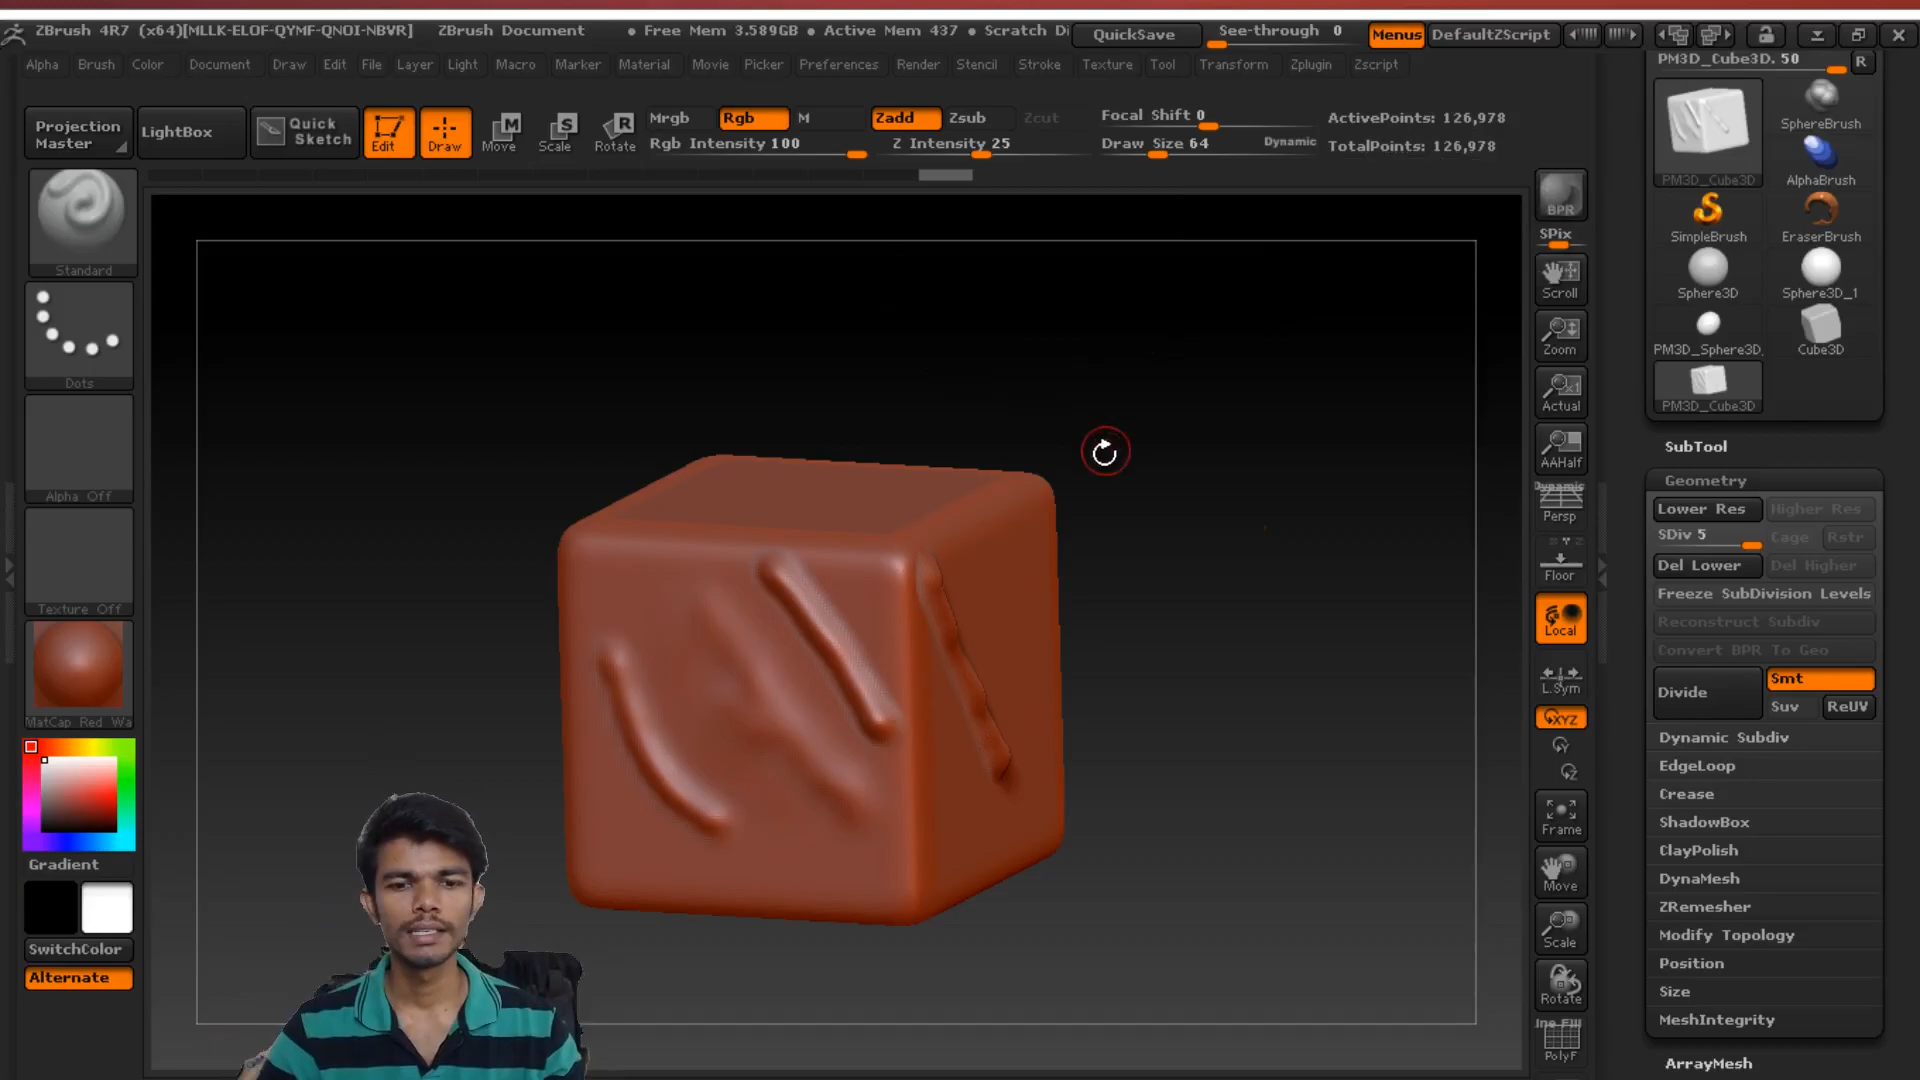 ZBrush 4R7 (x64)[MLLK-ELOF-QYMF-QNOI-NBVR] ZBrush Document • Free Mem 3.589GB • Active Mem 437 • Scratch Di QuickSave See-through 0 Menus DefaultZScript
Alpha Brush Color Document Draw Edit File Layer Light Macro Marker Material Movie Picker Preferences Render Stencil Stroke Texture Tool Transform Zplugin Zscript
Projection Master
LightBox
Quick Sketch
Edit
Draw
Move
Scale
Rotate
Mrgb Rgb M
Rgb Intensity 100
Zadd Zsub Zcut
Z Intensity 25
Focal Shift 0
Draw Size 64
Dynamic
ActivePoints: 126,978
TotalPoints: 126,978
Standard
Dots
Alpha Off
Texture Off
MatCap Red Wa
Gradient
SwitchColor
Alternate
BPR
SPix
Scroll
Zoom
Actual
AAHalf
Dynamic
Persp
Floor
Local
L.Sym
XYZ
Y
Z
Frame
Move
Scale
Rotate
PolyF
PM3D_Cube3D. 50
R
PM3D_Cube3D
SphereBrush
AlphaBrush
SimpleBrush
EraserBrush
Sphere3D
Sphere3D_1
PM3D_Sphere3D.
Cube3D
PM3D_Cube3D
SubTool
Geometry
Lower Res Higher Res
SDiv 5 Cage Rstr
Del Lower Del Higher
Freeze SubDivision Levels
Reconstruct Subdiv
Convert BPR To Geo
Divide
Smt
Suv ReUV
Dynamic Subdiv
EdgeLoop
Crease
ShadowBox
ClayPolish
DynaMesh
ZRemesher
Modify Topology
Position
Size
MeshIntegrity
ArrayMesh